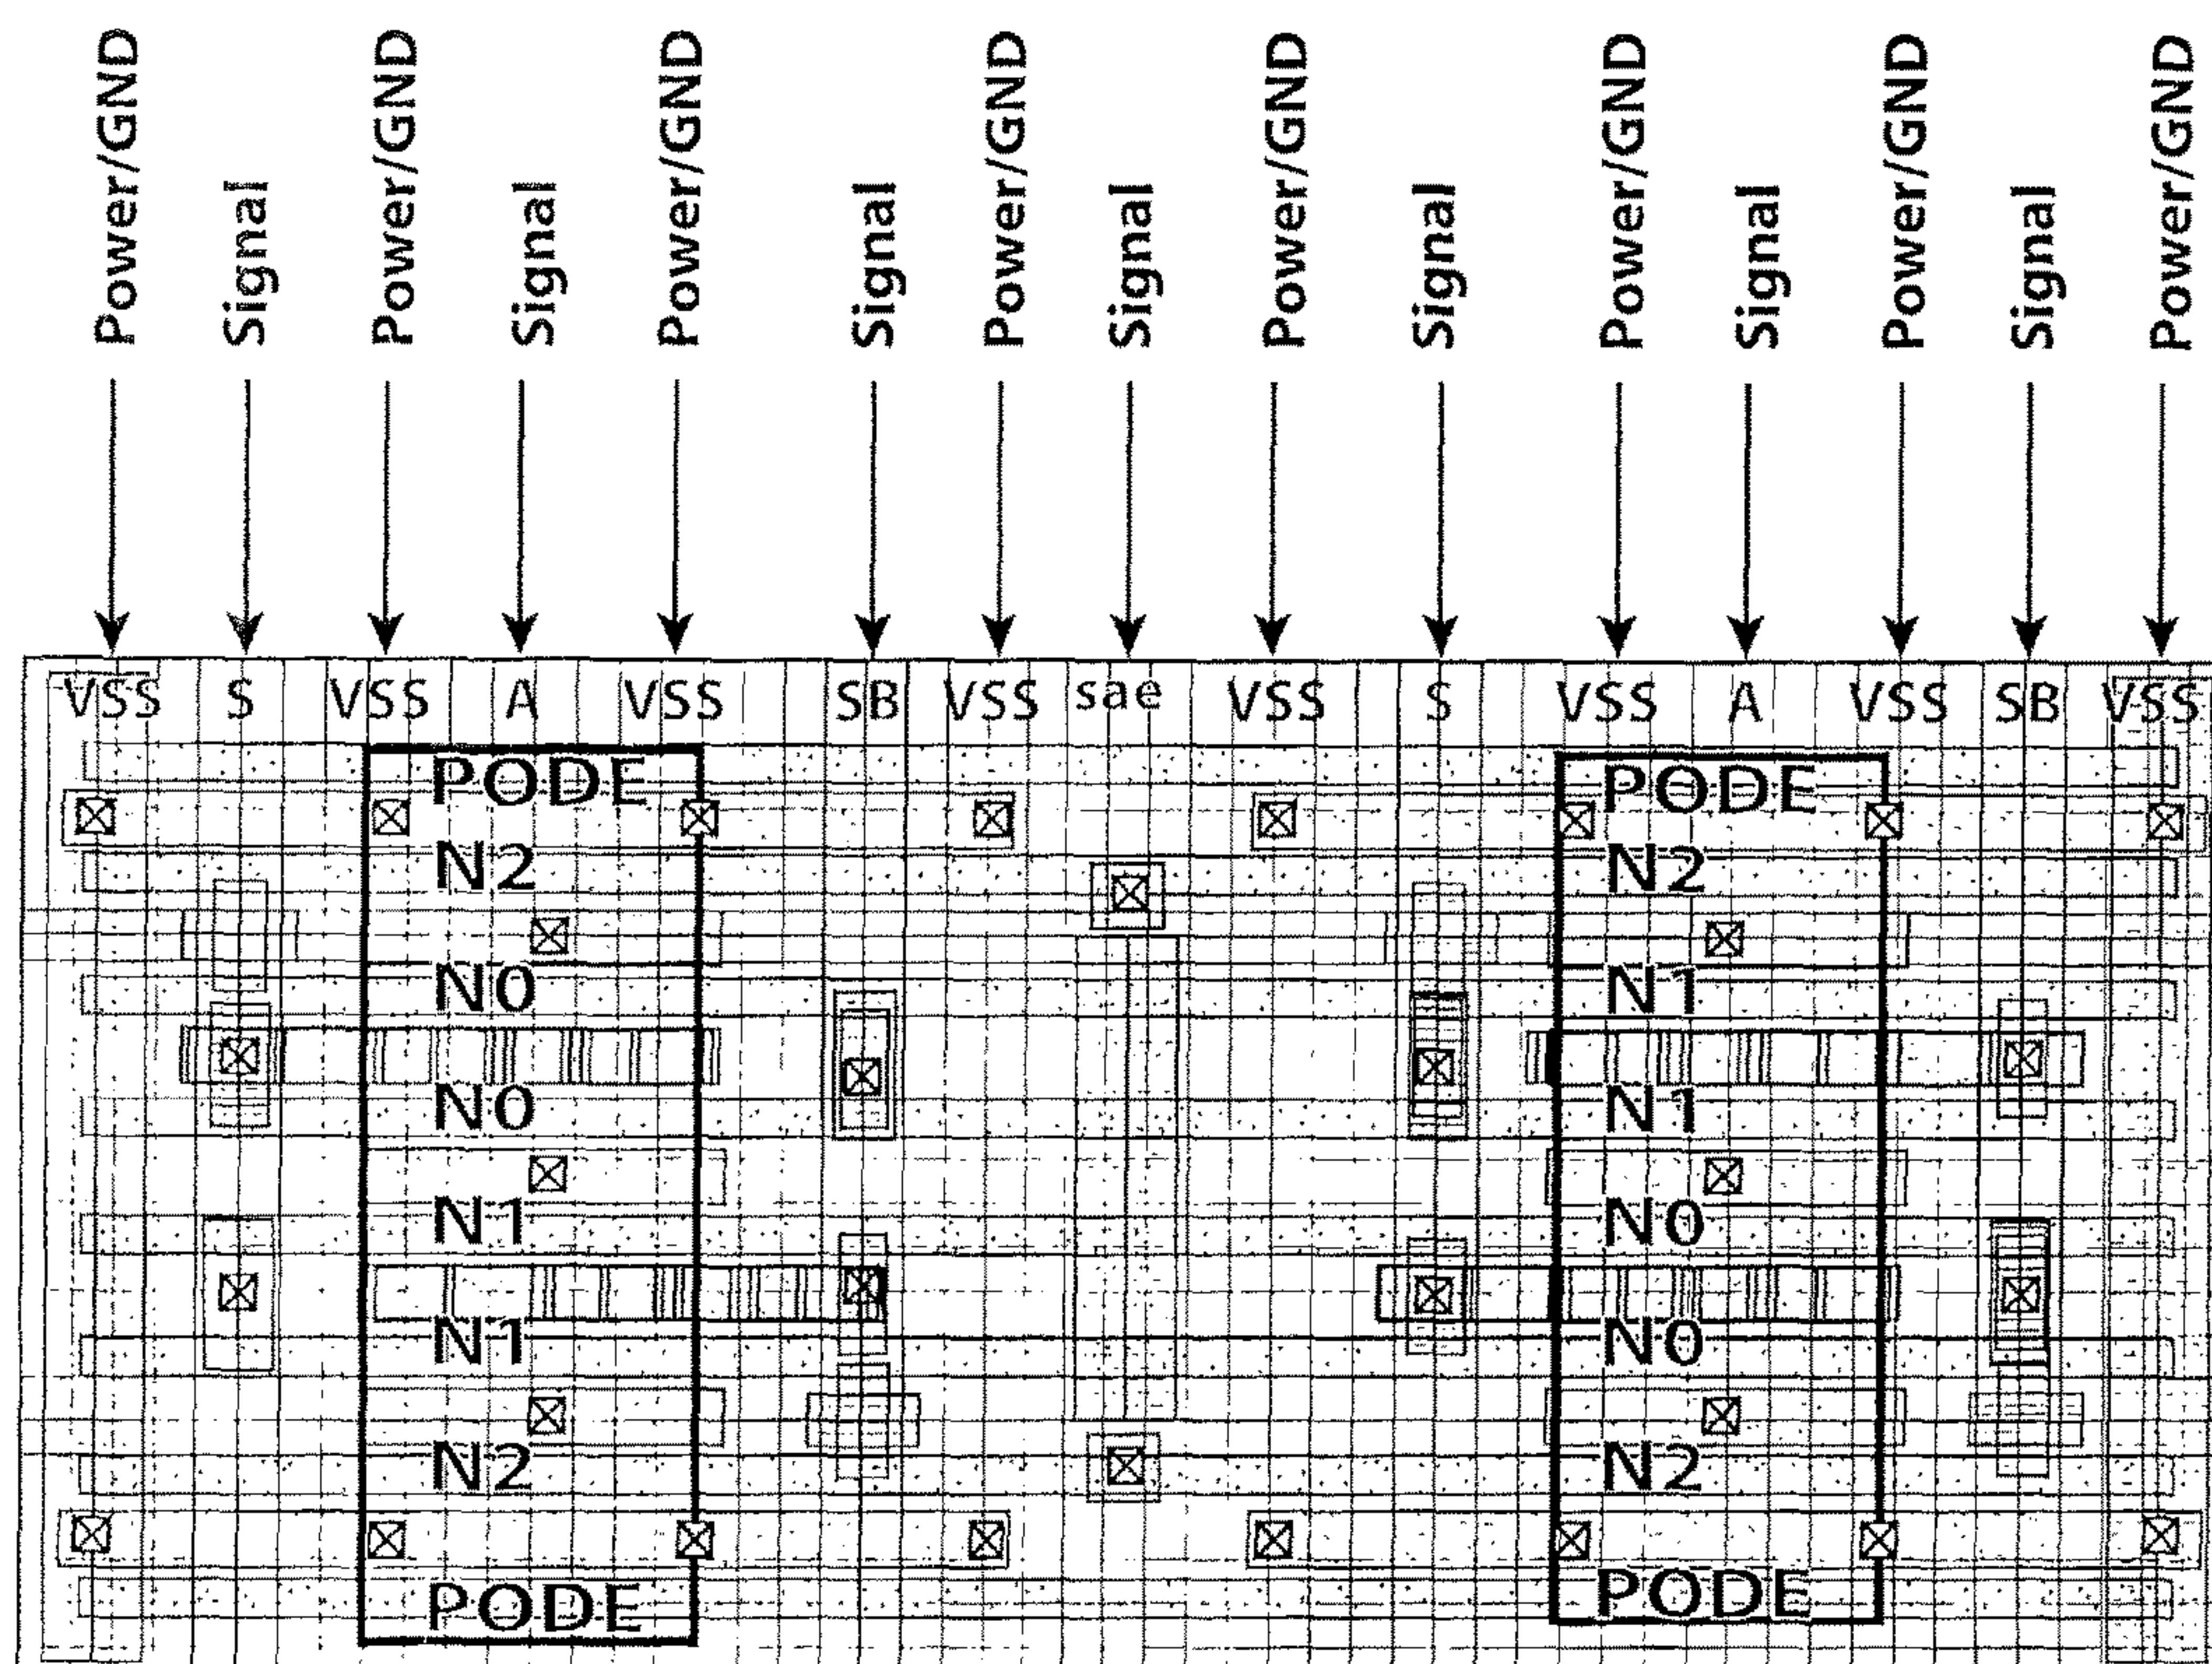 Power/GND
Signal
Power/GND
Signal
Power/GND
Signal
Power/GND
Signal
Power/GND
Signal
Power/GND
Signal
Power/GND
Signal
Power/GND
VSS S VSS A VSS SB VSS sae VSS S VSS A VSS SB VSS
PODE
N2
N0
N0
N1
N1
N2
PODE
PODE
N2
N1
N1
N0
N0
N2
PODE